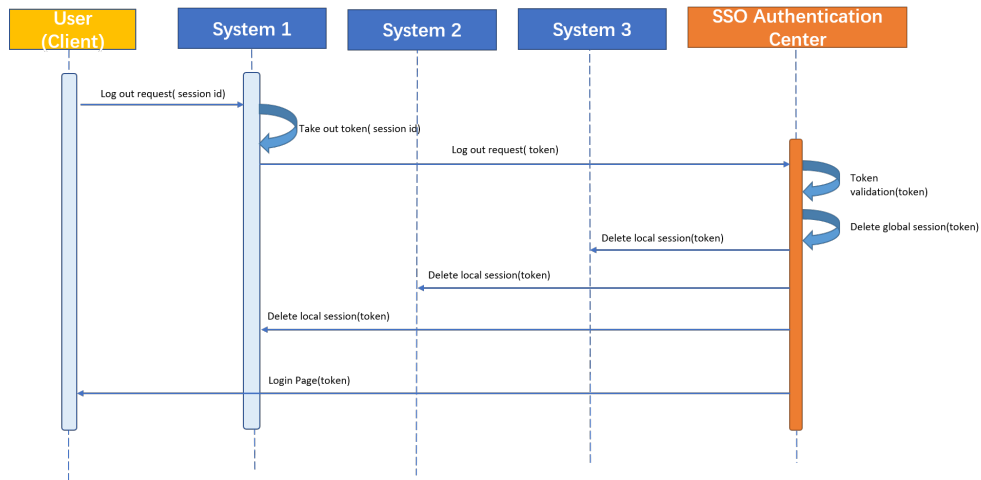 User
(Client)
System 1
System 2
System 3
SSO Authentication
Center
Log out request( session id)
Take out token( session id)
Log out request( token)
Token
validation(token)
Delete global session(token)
Delete local session(token)
Delete local session(token)
Delete local session(token)
Login Page(token)